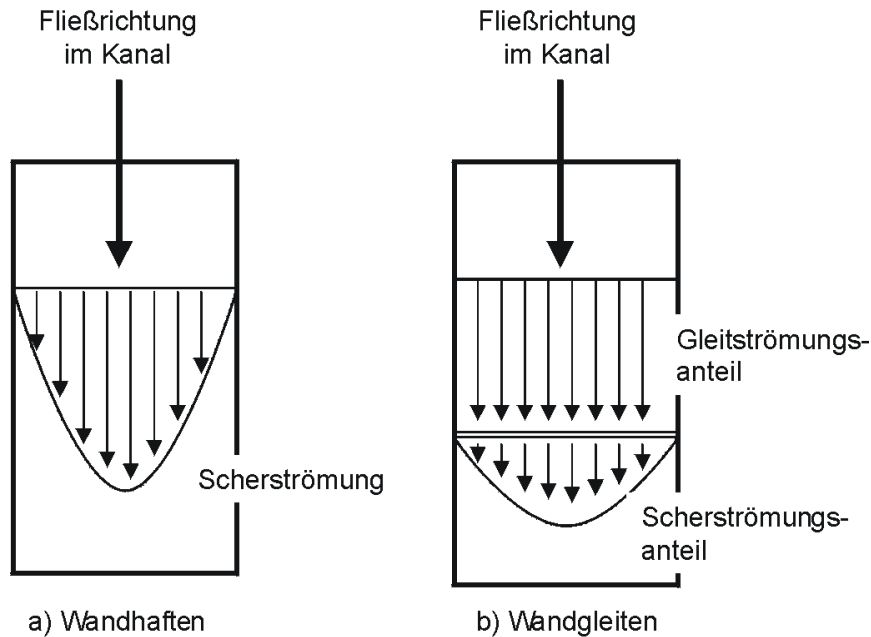 Fließrichtung
im Kanal
Scherströmung
a) Wandhaften
Fließrichtung
im Kanal
Gleitströmungs-
anteil
Scherströmungs-
anteil
b) Wandgleiten